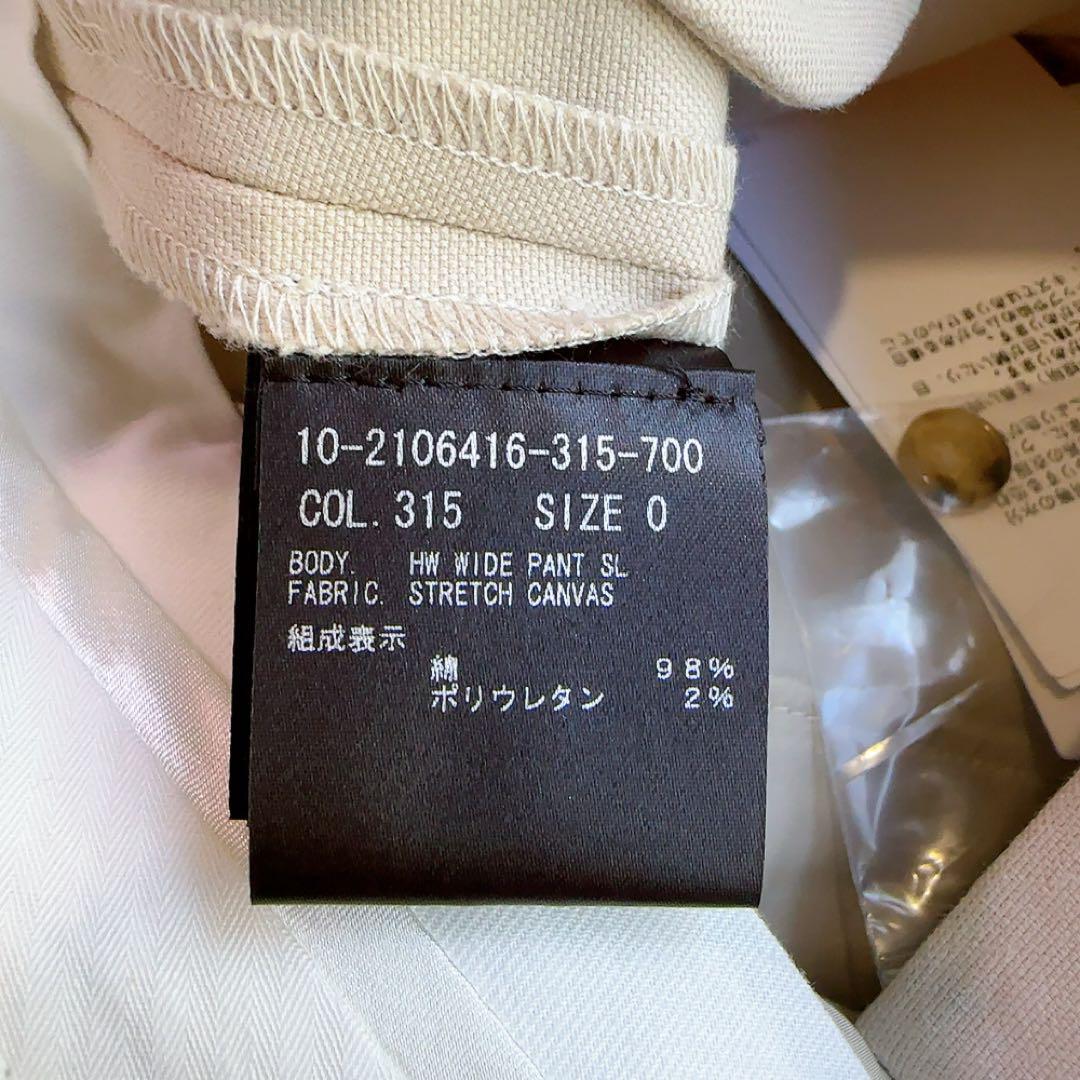 10-2106416-315-700
COL. 315 SIZE 0
BODY. HW WIDE PANT SL
FABRIC. STRETCH CANVAS
組成表示
綿 98%
ポリウレタン 2%